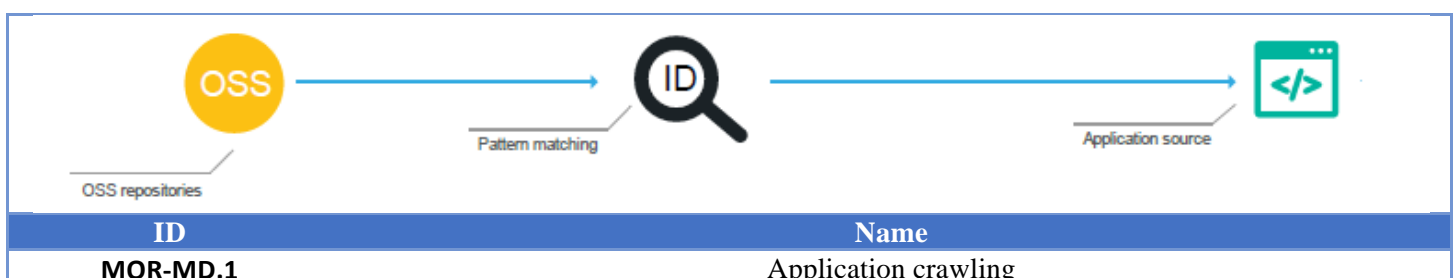 OSS
ID
</>
Pattern matching
Application source
OSS repositories
ID Name
MOR-MD.1 Application crawling